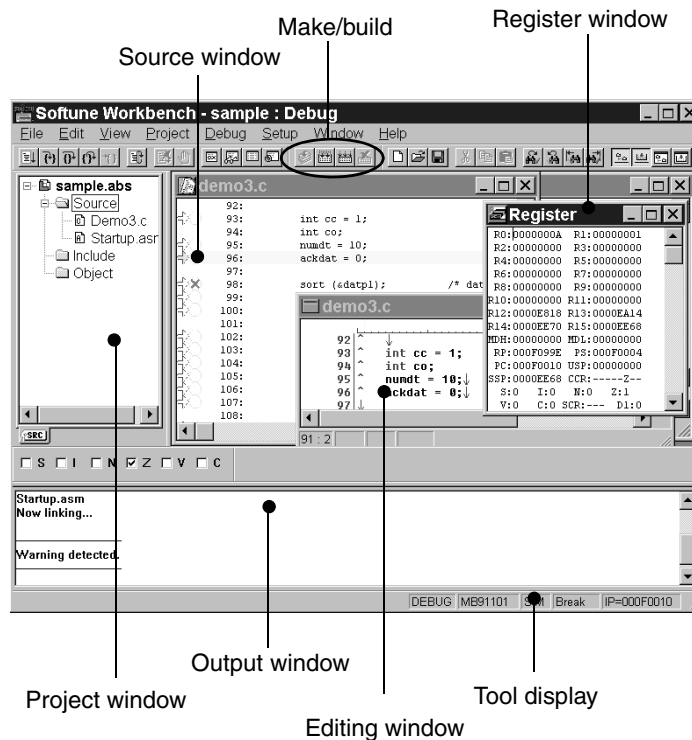 Make/build
Register window
Source window
Softune Workbench - sample : Debug
File Edit View Project Debug Setup Window Help
sample.abs
Source
Demo3.c
Startup.asm
Include
Object
SRC
demo3.c
92:
93: int cc = 1;
94: int co;
95: numdt = 10;
96: ackdat = 0;
97:
98: sort (&datp1); /* dat
99:
100:
101:
102:
103:
104:
105:
106:
107:
108:
demo3.c
92 ^ ↓
93 ^ int cc = 1;
94 ^ int co;
95 ^ numdt = 10;↓
96 ^ ackdat = 0;↓
97 ↓
91 : 2
Register
R0:0000000A R1:00000001
R2:00000000 R3:00000000
R4:00000000 R5:00000000
R6:00000000 R7:00000000
R8:00000000 R9:00000000
R10:00000000 R11:00000000
R12:0000E818 R13:0000EA14
R14:0000EE70 R15:0000EE68
MDH:00000000 MDL:00000000
RP:000F099E PS:000F0004
PC:000F0010 USP:00000000
SSP:0000EE68 CCR:-----Z--
S:0 I:0 N:0 Z:1
V:0 C:0 SCR:--- D1:0
S I N Z V C
Startup.asm
Now linking...
Warning detected.
DEBUG MB91101 SIM Break IP=000F0010
Output window
Project window
Tool display
Editing window